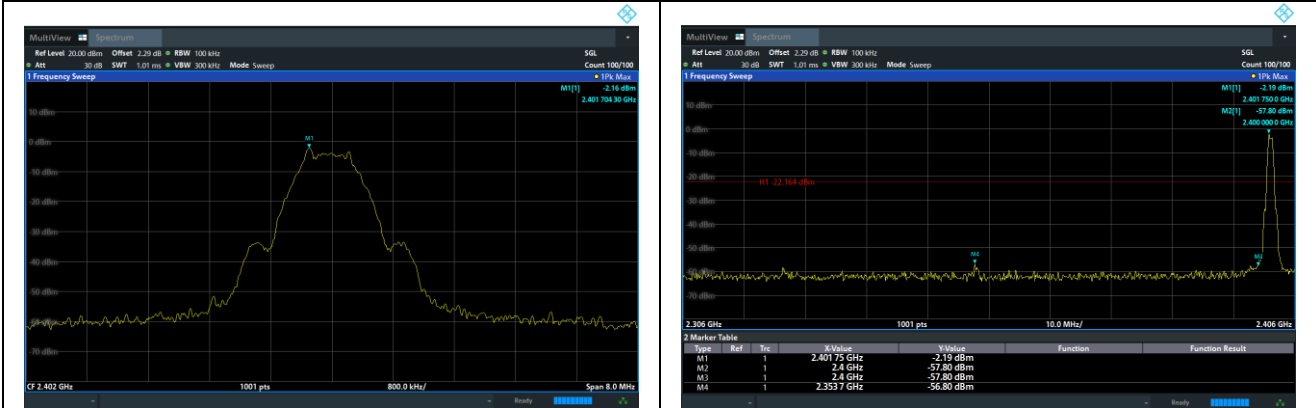 MultiView Spectrum
Ref Level 20.00 dBm Offset 2.29 dB RBW 100 kHz SGL
Att 30 dB SWT 1.01 ms VBW 300 kHz Mode Sweep Count 100/100
1 Frequency Sweep 1Pk Max
M1[1] -2.16 dBm
2.401 704 30 GHz
10 dBm
0 dBm
M1
-10 dBm
-20 dBm
-30 dBm
-40 dBm
-50 dBm
-60 dBm
-70 dBm
CF 2.402 GHz 1001 pts 800.0 kHz/ Span 8.0 MHz
Ready
MultiView Spectrum
Ref Level 20.00 dBm Offset 2.29 dB RBW 100 kHz SGL
Att 30 dB SWT 1.01 ms VBW 300 kHz Mode Sweep Count 100/100
1 Frequency Sweep 1Pk Max
M1[1] -2.19 dBm
2.401 750 0 GHz
M2[1] -57.80 dBm
2.400 000 0 GHz
10 dBm
0 dBm
-10 dBm
-20 dBm
H1 -22.164 dBm
-30 dBm
-40 dBm
-50 dBm
M4
-60 dBm
-70 dBm
2.306 GHz 1001 pts 10.0 MHz/ 2.406 GHz
2 Marker Table
Type Ref Trc X-Value Y-Value Function Function Result
M1 1 2.401 75 GHz -2.19 dBm
M2 1 2.4 GHz -57.80 dBm
M3 1 2.4 GHz -57.80 dBm
M4 1 2.353 7 GHz -56.80 dBm
Ready